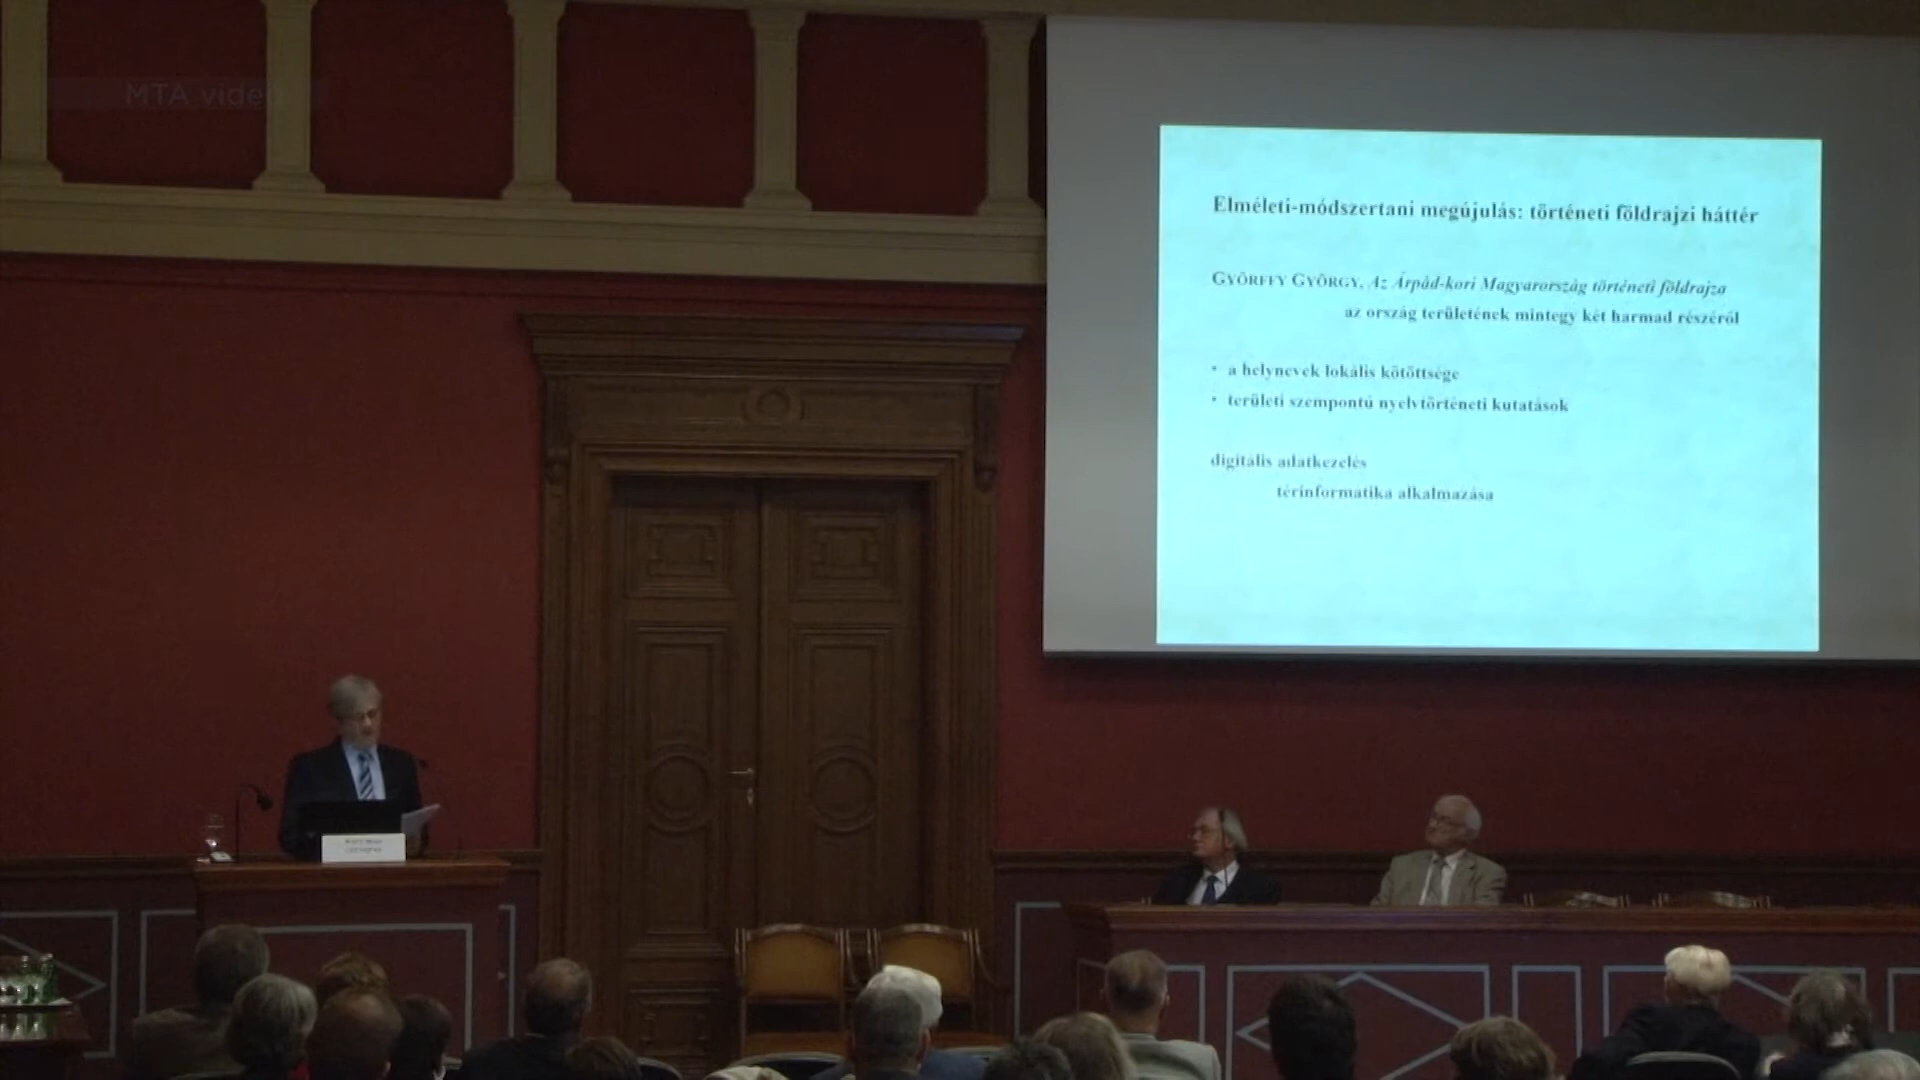 MTA video
Elméleti-módszertani megújulás: történeti földrajzi háttér
GYÖRFFY GYÖRGY, Az Árpád-kori Magyarország történeti földrajza
az ország területének mintegy két harmad részéről
• a helynevek lokális kötöttsége
• területi szempontú nyelvtörténeti kutatások
digitális adatkezelés
térinformatika alkalmazása